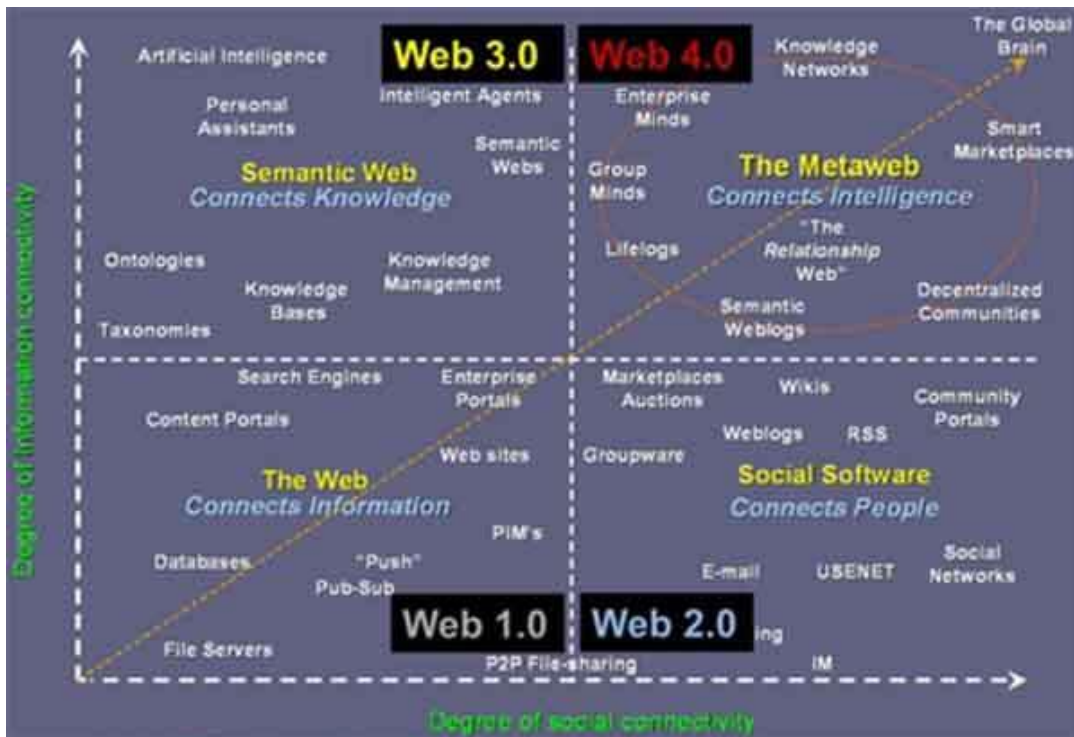 The Global
Brain
Artificial Intelligence
Web 3.0
Web 4.0
Knowledge
Networks
Intelligent Agents
Personal
Assistants
Semantic
Webs
Enterprise
Minds
Smart
Marketplaces
Semantic Web
Connects Knowledge
Group
Minds
The Metaweb
Connects Intelligence
"The
Relationship
Web"
Ontologies
Knowledge
Management
Knowledge
Bases
Taxonomies
Lifelogs
Semantic
Weblogs
Decentralized
Communities
Search Engines
Enterprise
Portals
Content Portals
Web sites
The Web
Connects Information
PIM's
Databases
"Push"
Pub-Sub
Web 1.0
File Servers
Marketplaces
Auctions
Wikis
Community
Portals
Weblogs
RSS
Groupware
Social Software
Connects People
E-mail
USENET
Social
Networks
Web 2.0
ing
P2P File-sharing
IM
Degree of Information connectivity
Degree of social connectivity